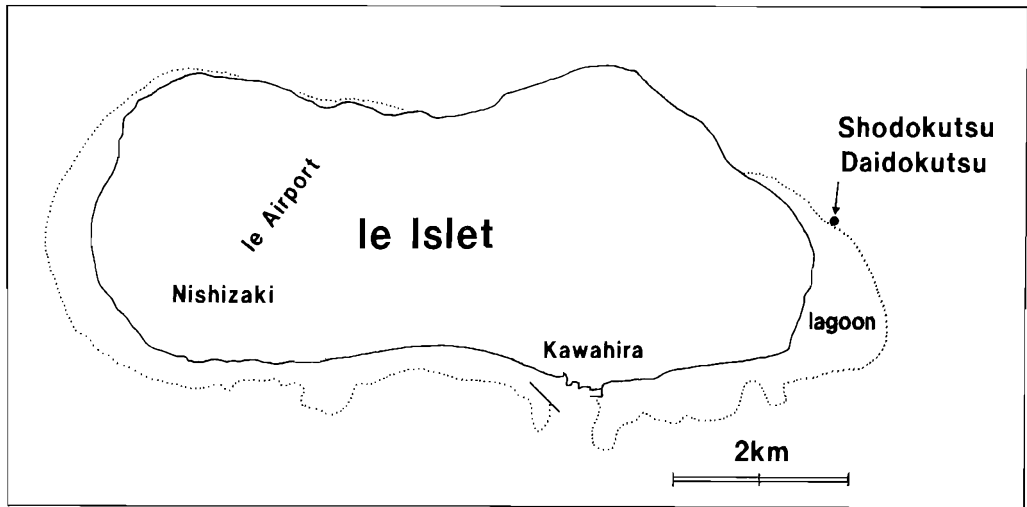 Shodokutsu
Daidokutsu
Ie Airport
Ie Islet
Nishizaki
lagoon
Kawahira
2km